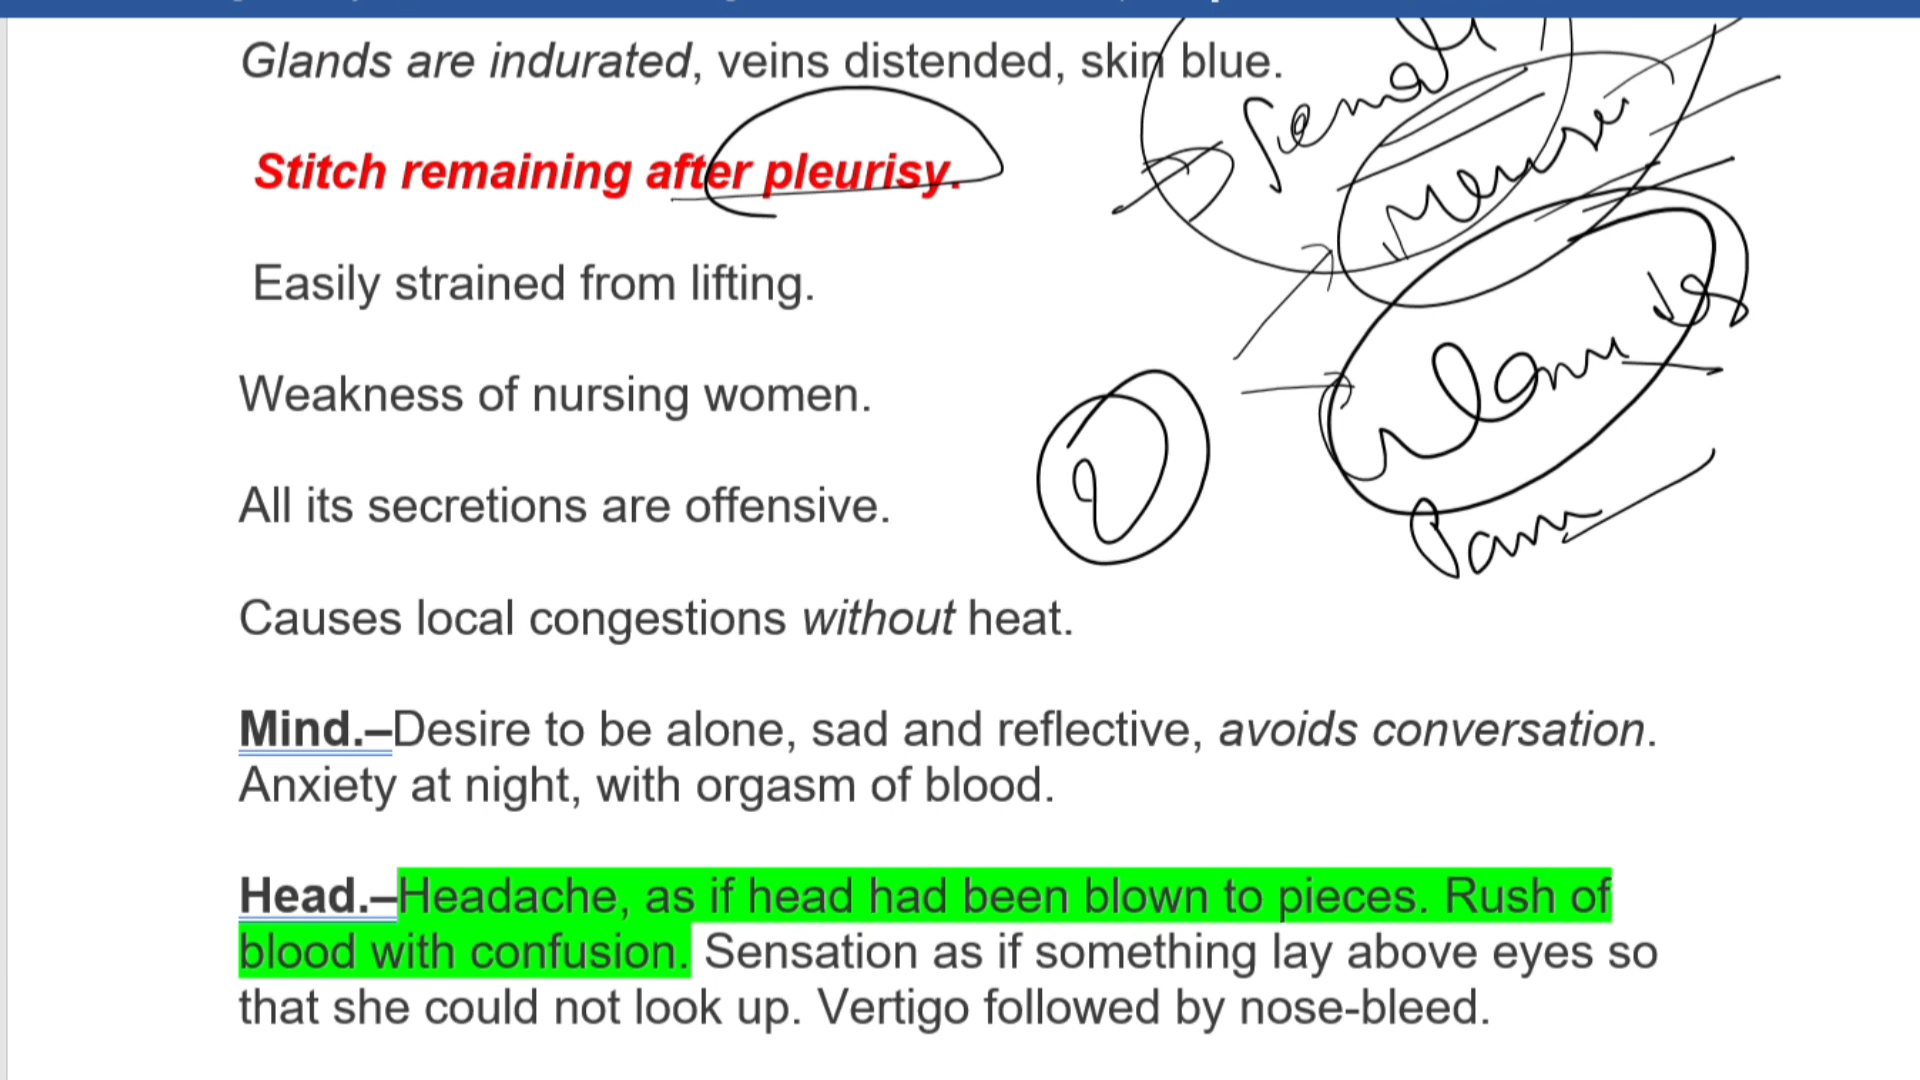 Glands are indurated, veins distended, skin blue.
Stitch remaining after pleurisy.
Easily strained from lifting.
Weakness of nursing women.
All its secretions are offensive.
Causes local congestions without heat.
Mind.–Desire to be alone, sad and reflective, avoids conversation.
Anxiety at night, with orgasm of blood.
Head.–Headache, as if head had been blown to pieces. Rush of
blood with confusion. Sensation as if something lay above eyes so
that she could not look up. Vertigo followed by nose-bleed.